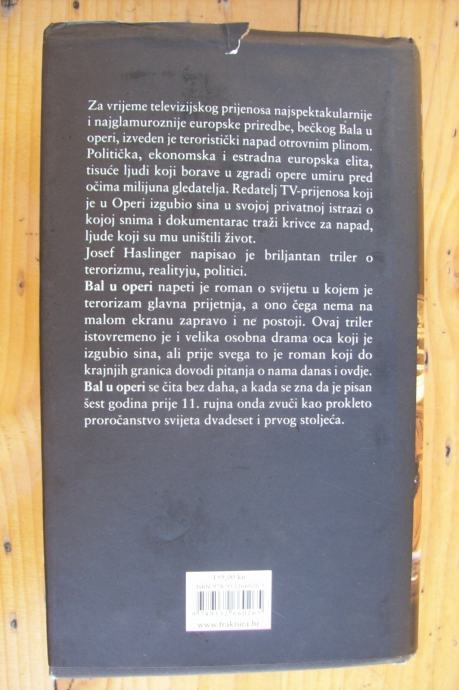 Za vrijeme televizijskog prijenosa najspektakularnije
i najglamuroznije europske priredbe, bečkog Bala u
operi, izveden je teroristički napad otrovnim plinom.
Politička, ekonomska i estradna europska elita,
tisuće ljudi koji borave u zgradi opere umiru pred
očima milijuna gledatelja. Redatelj TV-prijenosa koji
je u Operi izgubio sina u svojoj privatnoj istrazi o
kojoj snima i dokumentarac traži krivce za napad,
ljude koji su mu uništili život.
Josef Haslinger napisao je briljantan triler o
terorizmu, realityju, politici.
Bal u operi napeti je roman o svijetu u kojem je
terorizam glavna prijetnja, a ono čega nema na
malom ekranu zapravo i ne postoji. Ovaj triler
istovremeno je i velika osobna drama oca koji je
izgubio sina, ali prije svega to je roman koji do
krajnjih granica dovodi pitanja o nama danas i ovdje.
Bal u operi se čita bez daha, a kada se zna da je pisan
šest godina prije 11. rujna onda zvuči kao prokleto
proročanstvo svijeta dvadeset i prvog stoljeća.
kn
ISBN
www.fraktura.hr